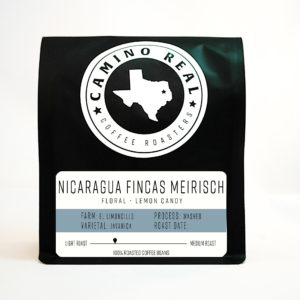 CAMINO REAL
COFFEE ROASTERS
NICARAGUA FINCAS MEIRISCH
FLORAL - LEMON CANDY
FARM: EL LIMONCILLO PROCESS: WASHED
VARIETAL: JAVANICA ROAST DATE:
LIGHT ROAST MEDIUM ROAST
100% ROASTED COFFEE BEANS